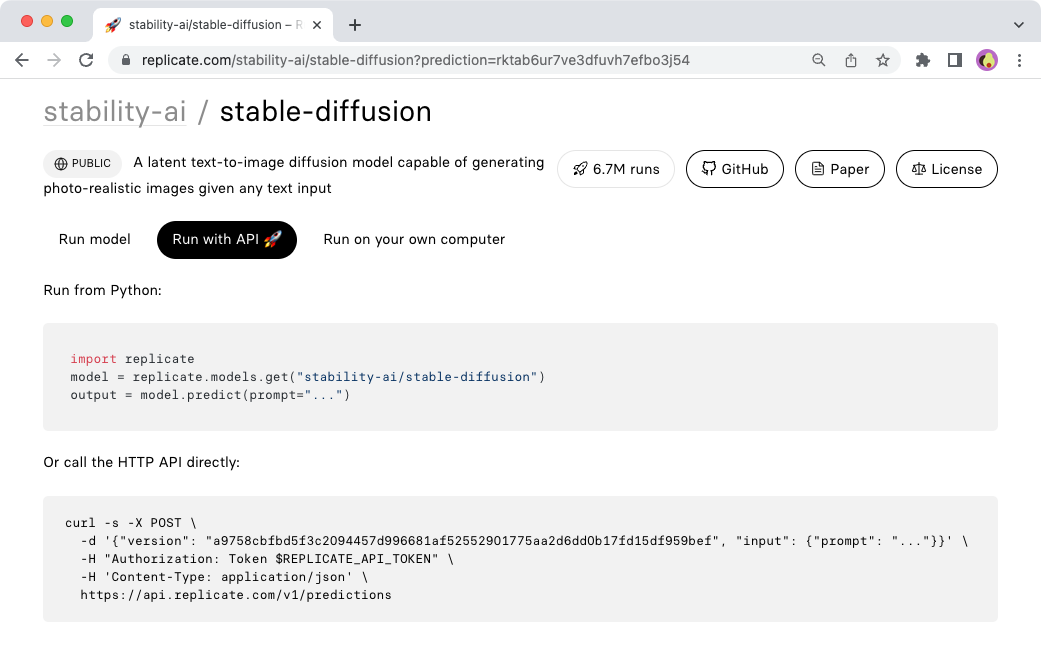 stability-ai/stable-diffusion – R
replicate.com/stability-ai/stable-diffusion?prediction=rktab6ur7ve3dfuvh7efbo3j54
stability-ai / stable-diffusion
PUBLIC A latent text-to-image diffusion model capable of generating
photo-realistic images given any text input
6.7M runs GitHub Paper License
Run model Run with API 🚀 Run on your own computer
Run from Python:
import replicate
model = replicate.models.get("stability-ai/stable-diffusion")
output = model.predict(prompt="...")
Or call the HTTP API directly:
curl -s -X POST \
-d '{"version": "a9758cbfbd5f3c2094457d996681af52552901775aa2d6dd0b17fd15df959bef", "input": {"prompt": "..."}}' \
-H "Authorization: Token $REPLICATE_API_TOKEN" \
-H 'Content-Type: application/json' \
https://api.replicate.com/v1/predictions